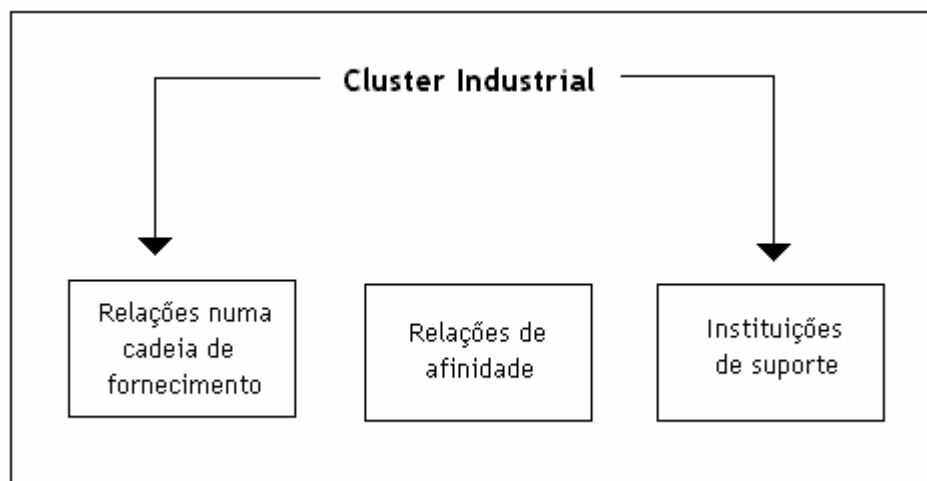 Cluster Industrial
Relações numa
cadeia de
fornecimento
Relações de
afinidade
Instituições
de suporte